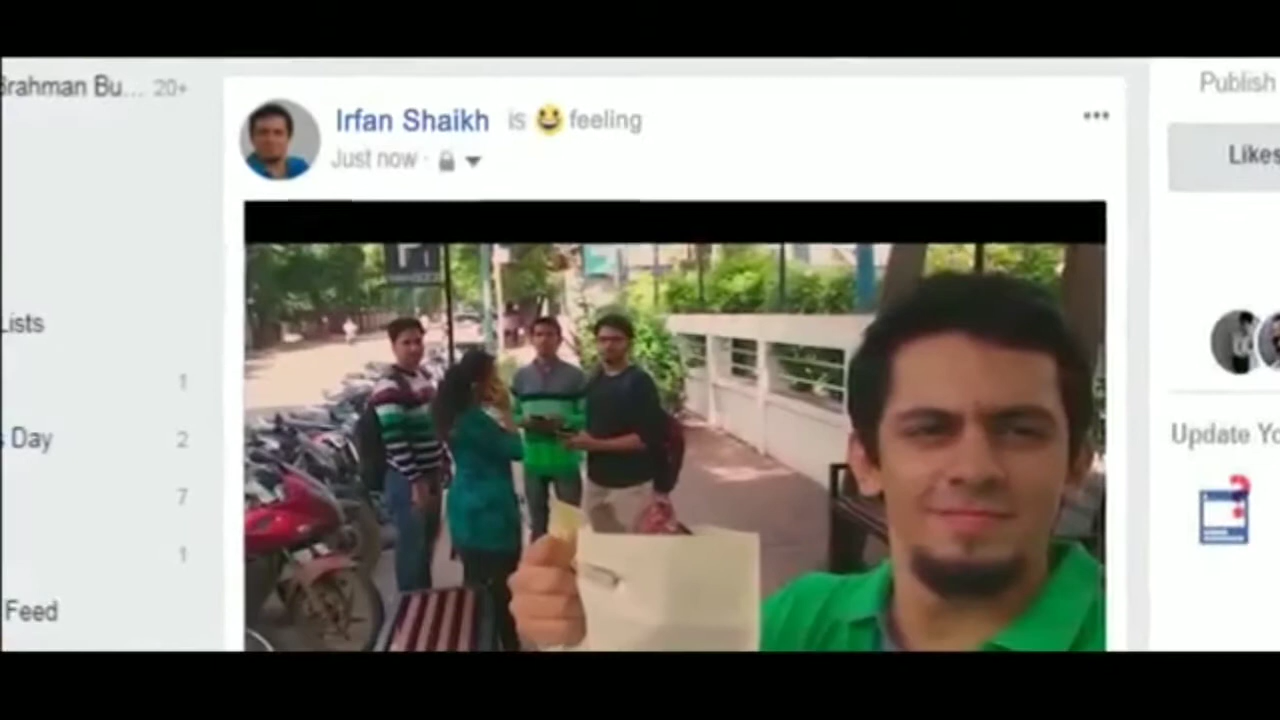 Brahman Bu... 20+
Irfan Shaikh is 😃 feeling
Just now ·
Publish
Likes
Lists
1
s Day 2
7
1
Feed
Update Yo